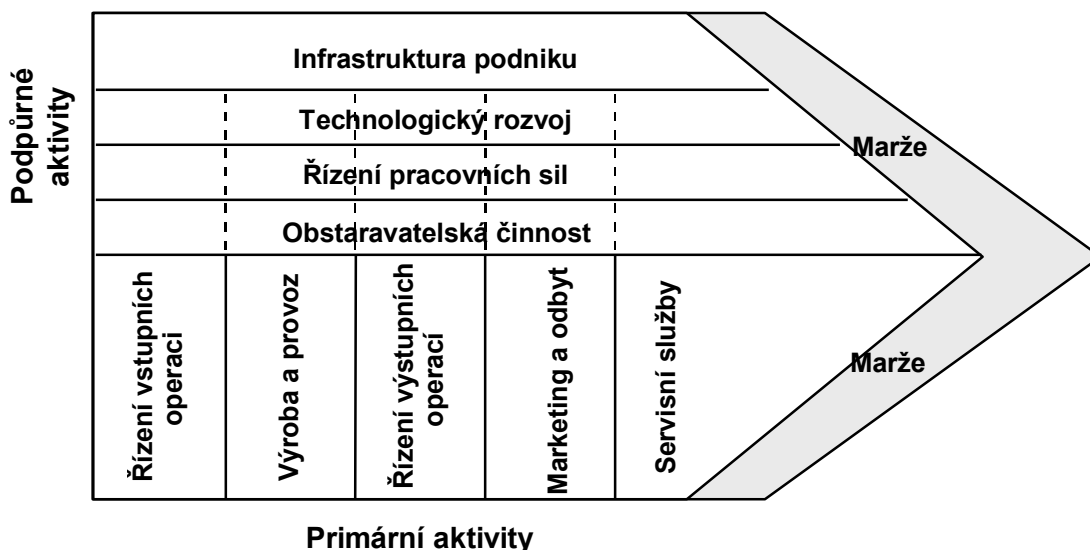 Podpůrné
aktivity
Infrastruktura podniku
Technologický rozvoj
Řízení pracovních sil
Obstaravatelská činnost
Marže
Řízení vstupních
operaci
Výroba a provoz
Řízení výstupních
operací
Marketing a odbyt
Servisní služby
Marže
Primární aktivity